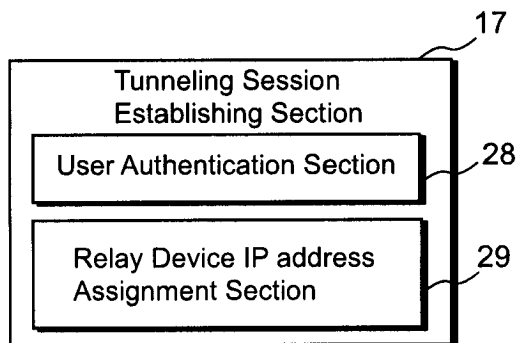 17
Tunneling Session
Establishing Section
User Authentication Section
28
Relay Device IP address
Assignment Section
29